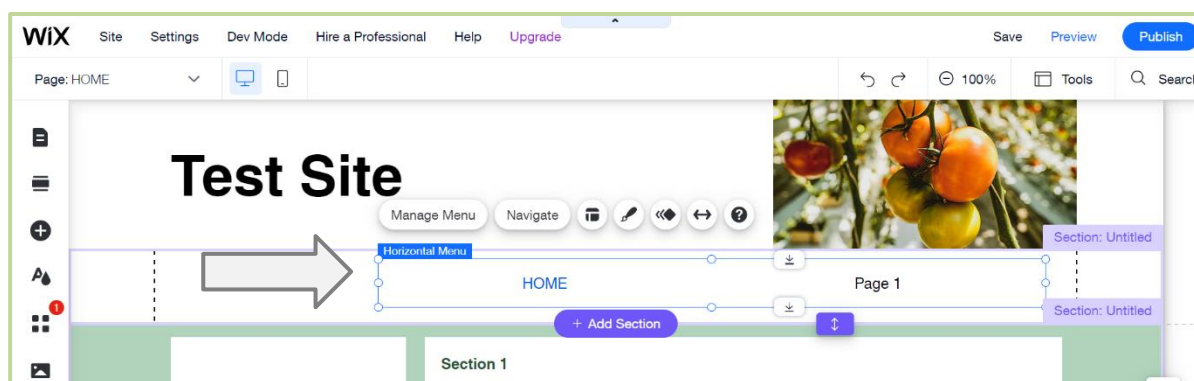 WiX Site Settings Dev Mode Hire a Professional Help Upgrade Save Preview Publish
Page: HOME 100% Tools Search
Test Site
Manage Menu Navigate ?
Section: Untitled
Horizontal Menu
HOME Page 1
1
Section: Untitled
+ Add Section
Section 1